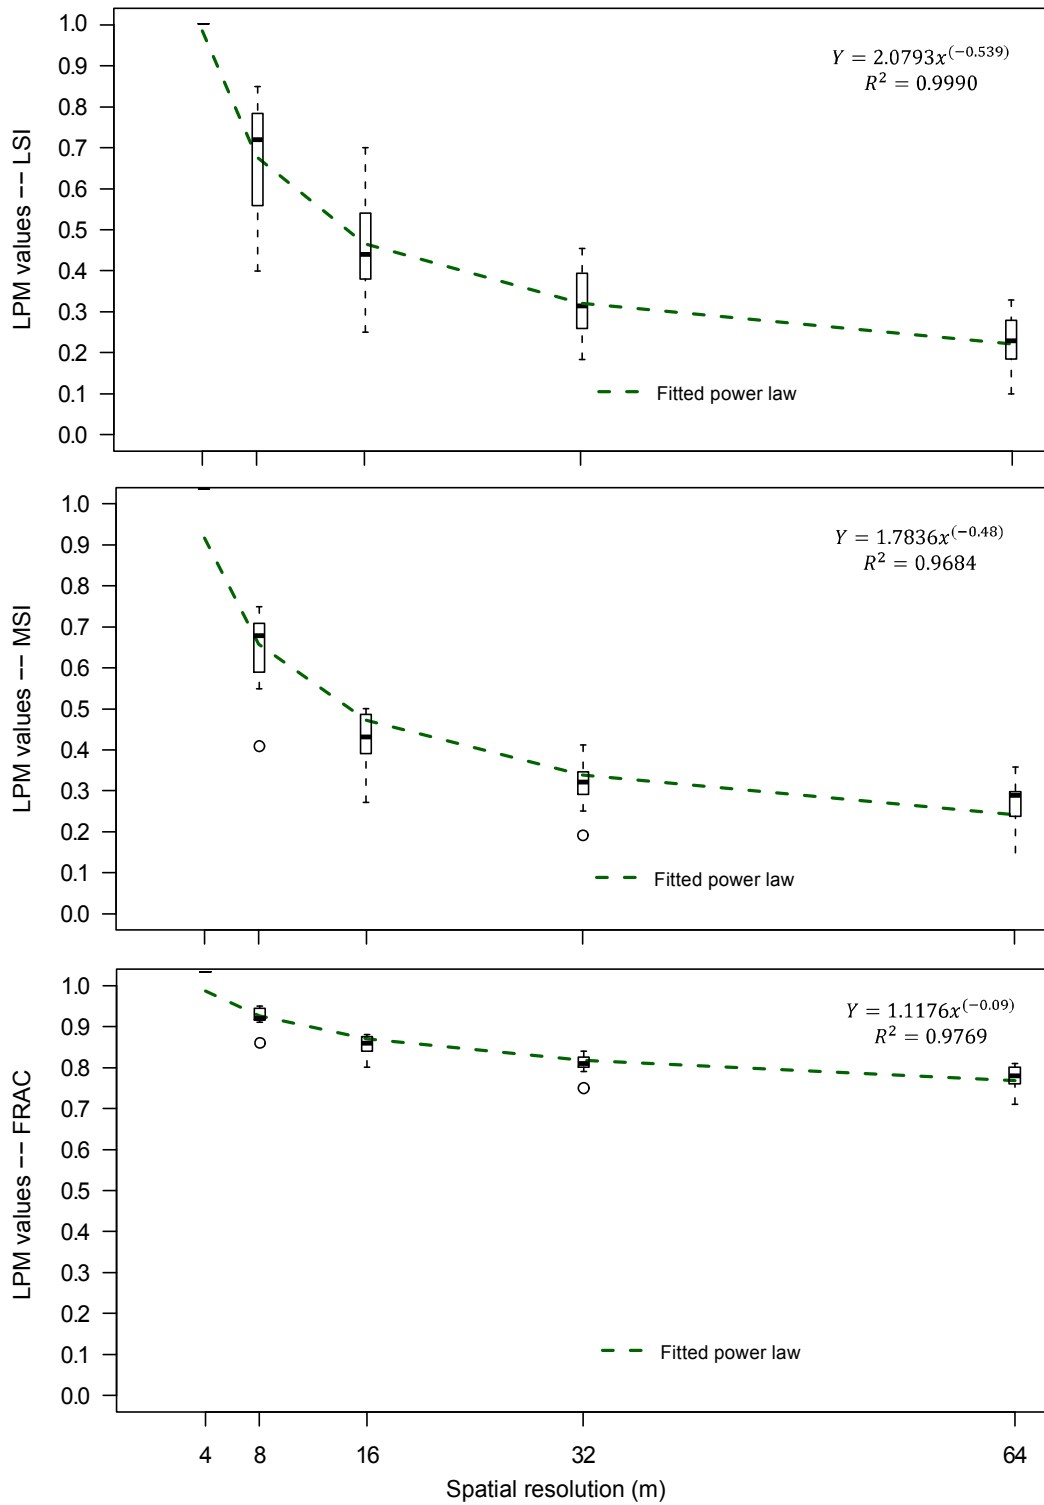 1.0
0.9
0.8
0.7
0.6
0.5
0.4
0.3
0.2
0.1
0.0
LPM values −− LSI
Y = 2.0793x^(−0.539)
R² = 0.9990
Fitted power law
1.0
0.9
0.8
0.7
0.6
0.5
0.4
0.3
0.2
0.1
0.0
LPM values −− MSI
Y = 1.7836x^(−0.48)
R² = 0.9684
Fitted power law
1.0
0.9
0.8
0.7
0.6
0.5
0.4
0.3
0.2
0.1
0.0
LPM values −− FRAC
Y = 1.1176x^(−0.09)
R² = 0.9769
Fitted power law
4 8 16 32 64
Spatial resolution (m)